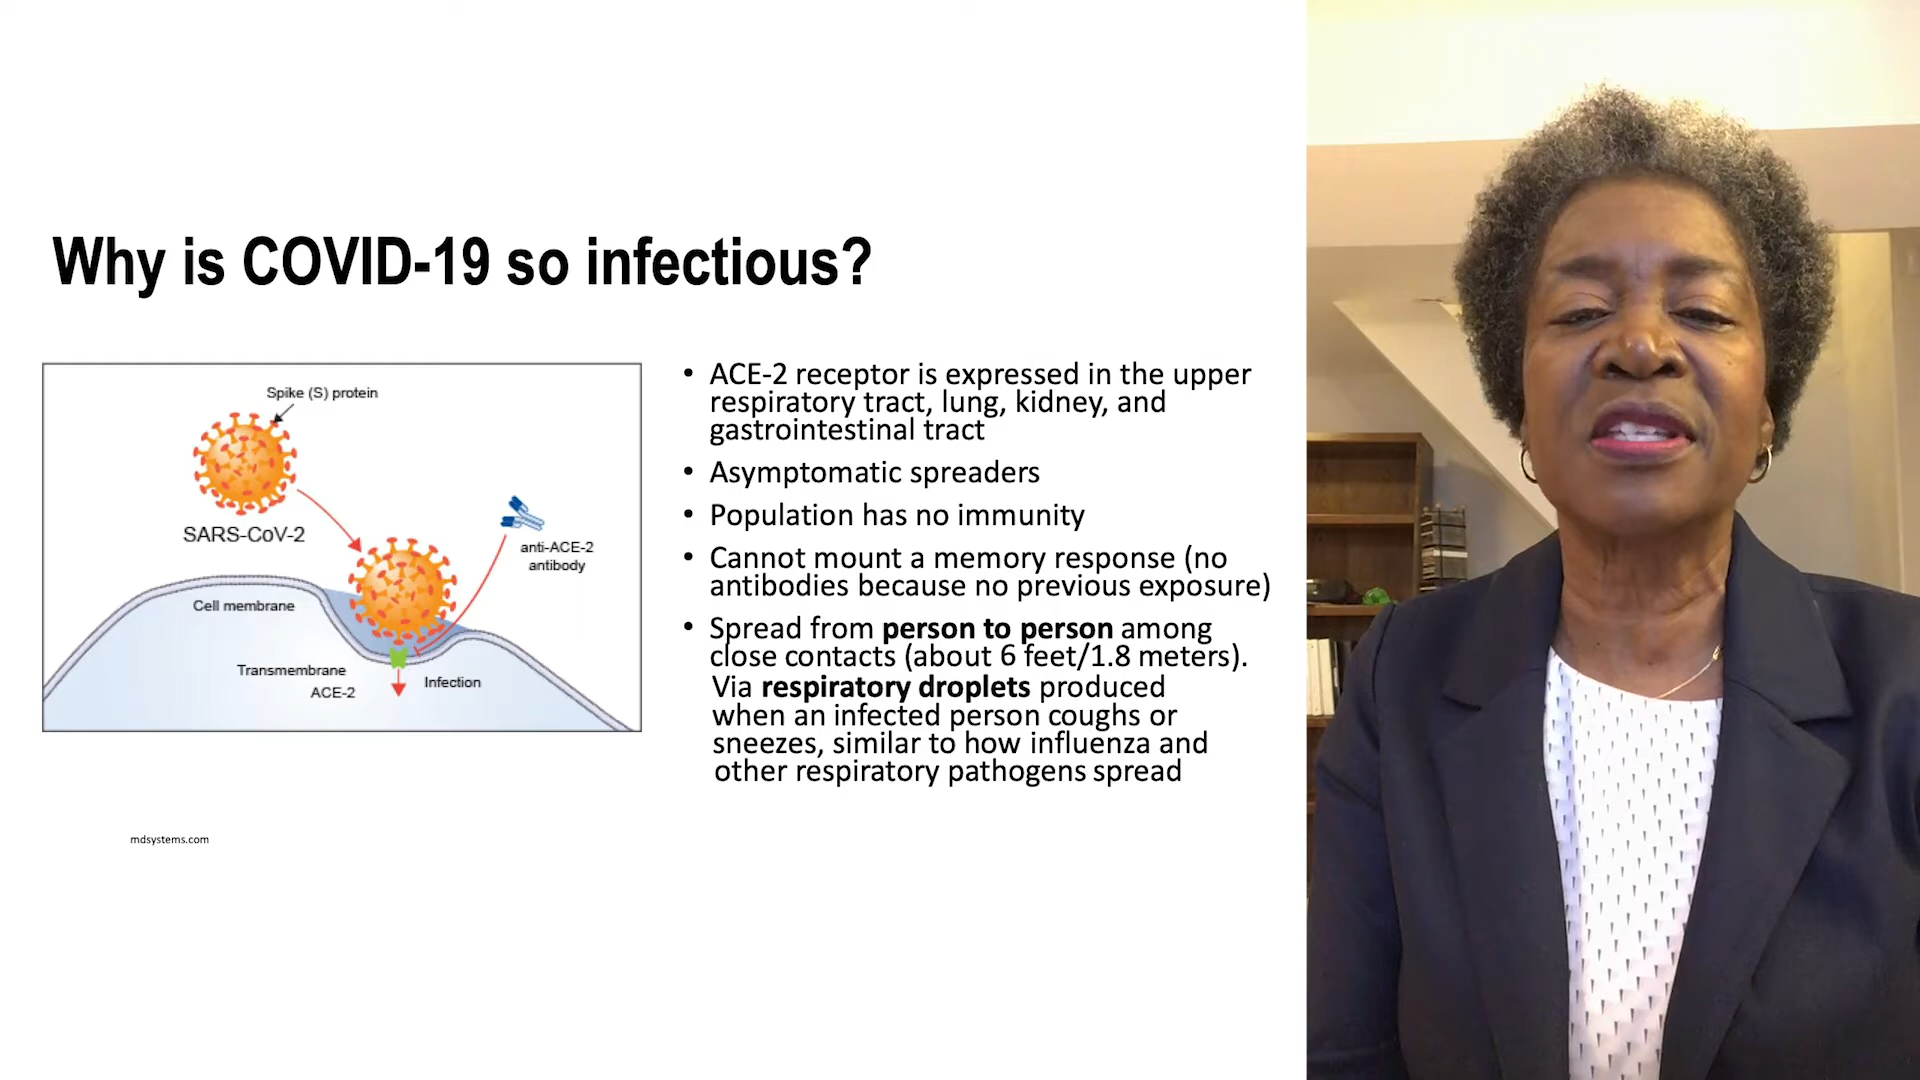 Why is COVID-19 so infectious?
Spike (S) protein
SARS-CoV-2
anti-ACE-2
antibody
Cell membrane
Transmembrane
ACE-2
Infection
mdsystems.com
• ACE-2 receptor is expressed in the upper
respiratory tract, lung, kidney, and
gastrointestinal tract
• Asymptomatic spreaders
• Population has no immunity
• Cannot mount a memory response (no
antibodies because no previous exposure)
• Spread from person to person among
close contacts (about 6 feet/1.8 meters).
Via respiratory droplets produced
when an infected person coughs or
sneezes, similar to how influenza and
other respiratory pathogens spread